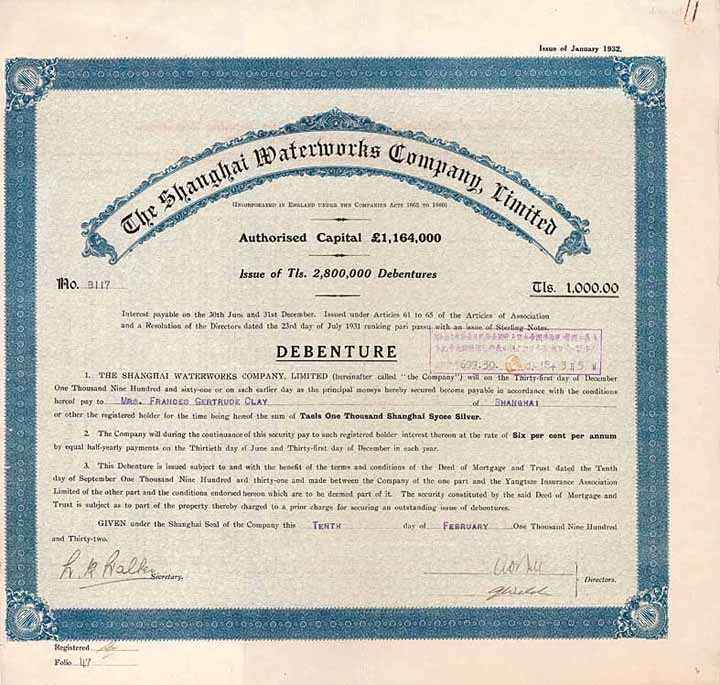 Issue of January 1932.
The Shanghai Waterworks Company, Limited
(INCORPORATED IN ENGLAND UNDER THE COMPANIES ACTS 1862 TO 1880)
Authorised Capital £1,164,000
Issue of Tls. 2,800,000 Debentures
No. B117 Tls. 1,000.00
Interest payable on the 30th June and 31st December. Issued under Articles 61 to 65 of the Articles of Association
and a Resolution of the Directors dated the 23rd day of July 1931 ranking pari passu with an issue of Sterling Notes.
DEBENTURE
699.30.
1. THE SHANGHAI WATERWORKS COMPANY, LIMITED (hereinafter called "the Company") will on the Thirty-first day of December
One Thousand Nine Hundred and sixty-one or on such earlier day as the principal moneys hereby secured become payable in accordance with the conditions
hereof pay to MRS. FRANCES GERTRUDE CLAY of SHANGHAI
or other the registered holder for the time being hereof the sum of Taels One Thousand Shanghai Sycee Silver.
2. The Company will during the continuance of this security pay to such registered holder interest thereon at the rate of Six per cent per annum
by equal half-yearly payments on the Thirtieth day of June and Thirty-first day of December in each year.
3. This Debenture is issued subject to and with the benefit of the terms and conditions of the Deed of Mortgage and Trust dated the Tenth
day of September One Thousand Nine Hundred and thirty-one and made between the Company of the one part and the Yangtsze Insurance Association
Limited of the other part and the conditions endorsed hereon which are to be deemed part of it. The security constituted by the said Deed of Mortgage and
Trust is subject as to part of the property thereby charged to a prior charge for securing an outstanding issue of debentures.
GIVEN under the Shanghai Seal of the Company this TENTH day of FEBRUARY One Thousand Nine Hundred
and Thirty-two.
Secretary.
Directors.
Registered
Folio 47